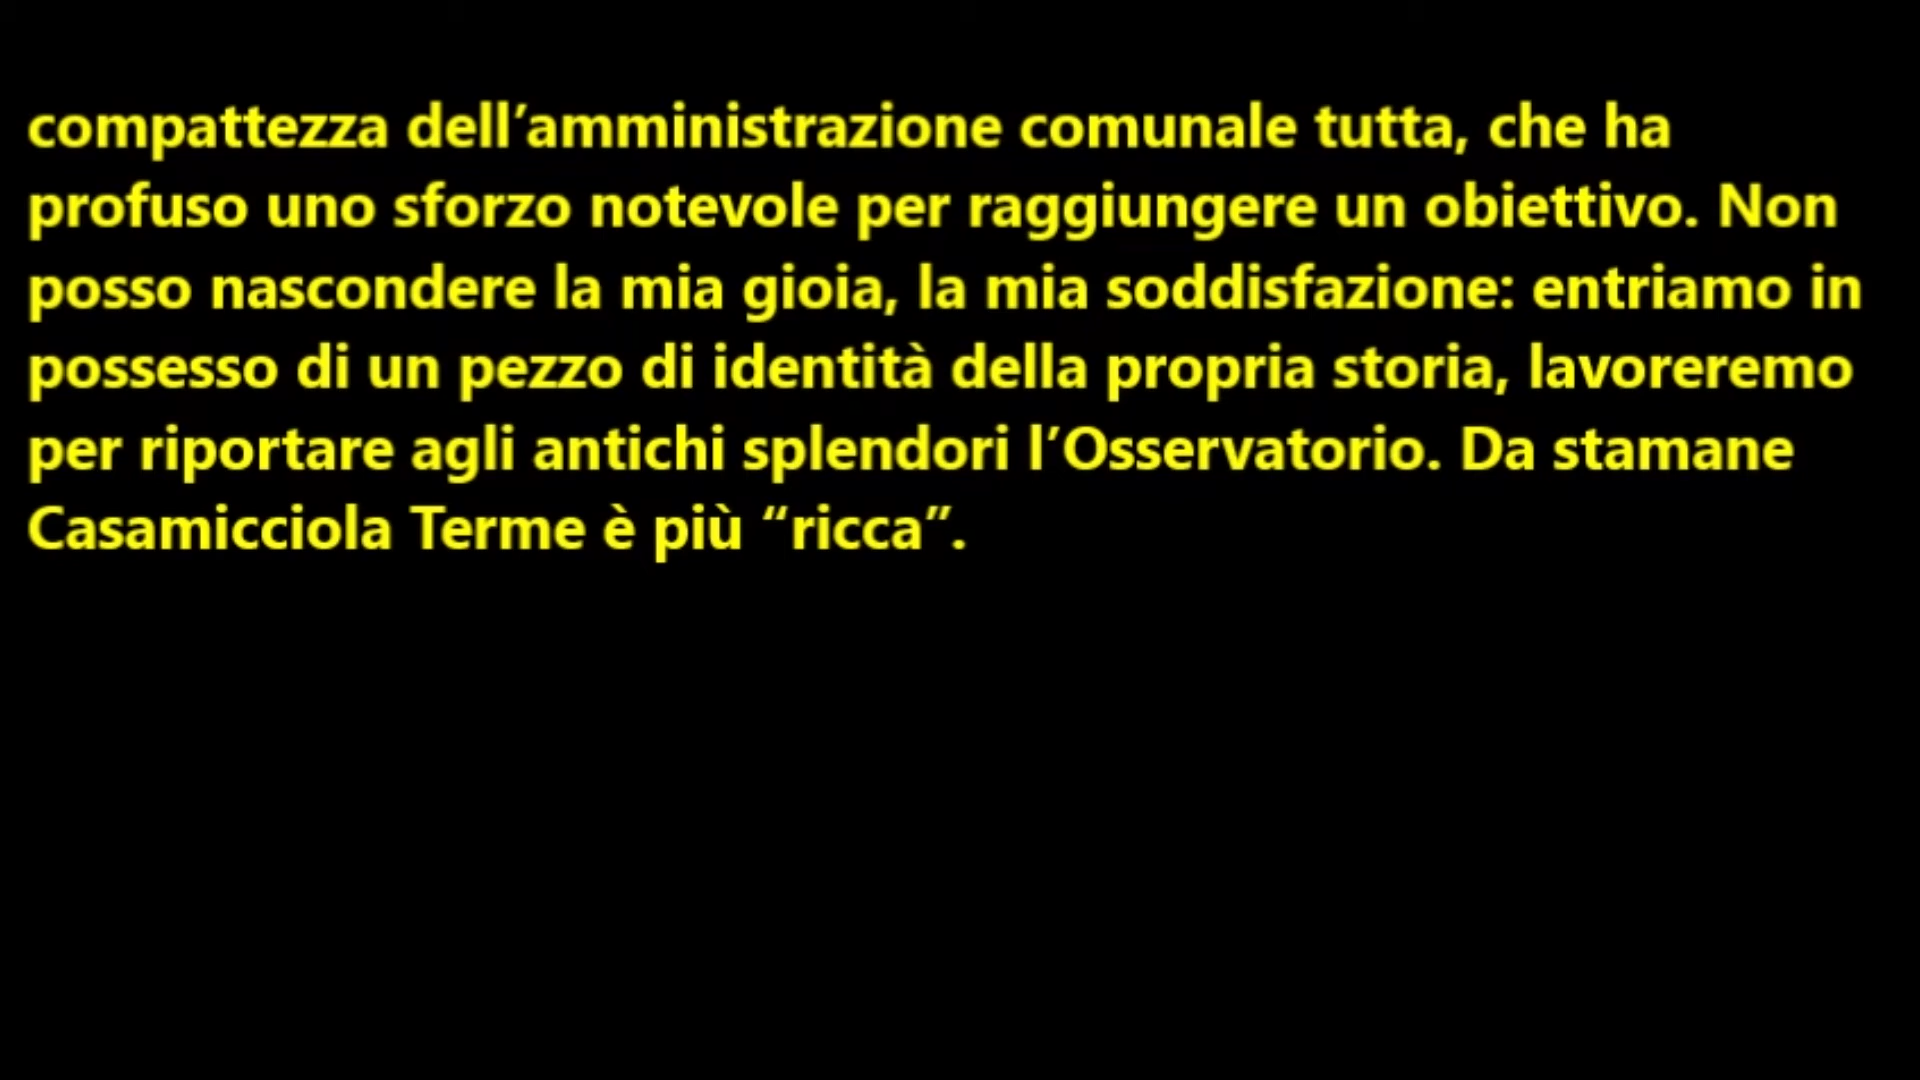 compattezza dell’amministrazione comunale tutta, che ha
profuso uno sforzo notevole per raggiungere un obiettivo. Non
posso nascondere la mia gioia, la mia soddisfazione: entriamo in
possesso di un pezzo di identità della propria storia, lavoreremo
per riportare agli antichi splendori l’Osservatorio. Da stamane
Casamicciola Terme è più “ricca”.